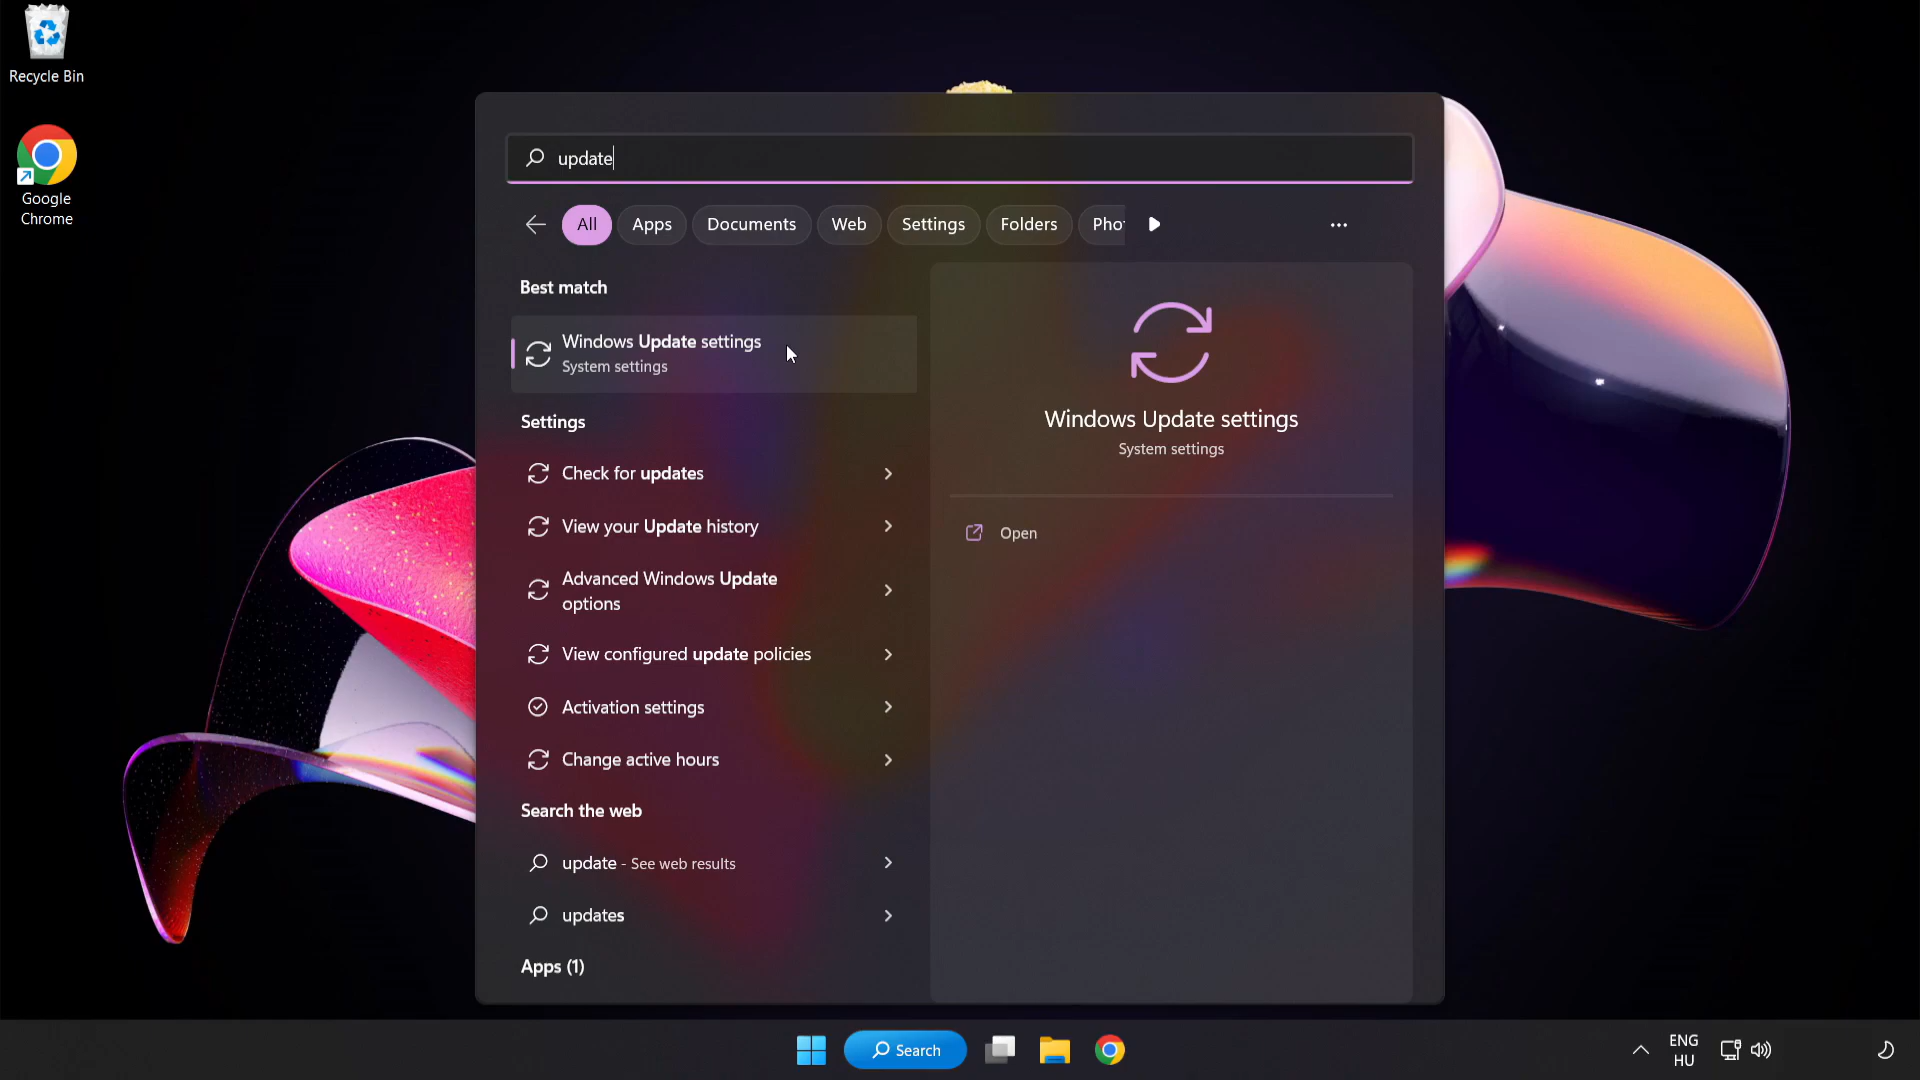 Recycle Bin
Google
Chrome
update
All
Apps
Documents
Web
Settings
Folders
Pho
Best match
Windows Update settings
System settings
Settings
Check for updates
View your Update history
Advanced Windows Update
options
View configured update policies
Activation settings
Change active hours
Search the web
update - See web results
updates
Apps (1)
Windows Update settings
System settings
Open
Search
ENG
HU